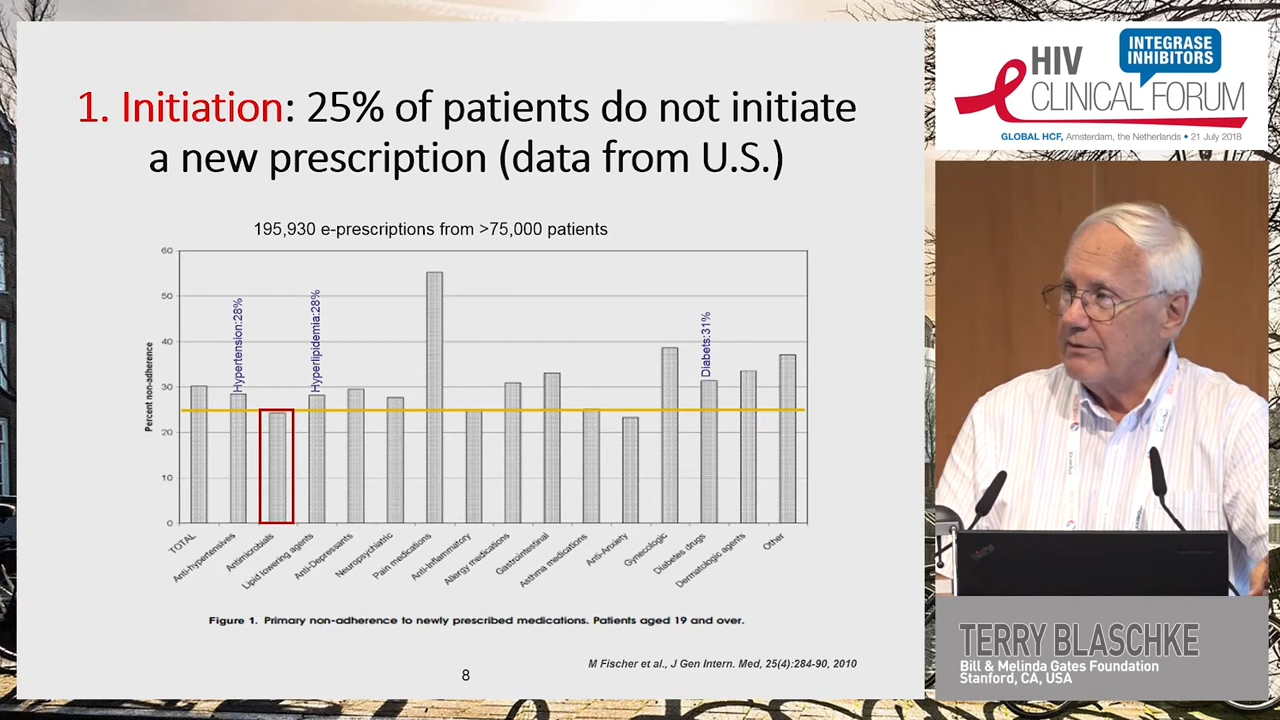 1. Initiation: 25% of patients do not initiate
a new prescription (data from U.S.)
195,930 e-prescriptions from >75,000 patients
Percent non-adherence
60
50
40
30
20
10
0
Hypertension:28%
Hyperlipidemia:28%
Diabets:31%
TOTAL
Anti-hypertensives
Antimicrobials
Lipid lowering agents
Anti-Depressants
Neuropsychiatric
Pain medications
Anti-Inflammatory
Allergy medications
Gastrointestinal
Asthma medications
Anti-Anxiety
Gynecologic
Diabetes drugs
Dermatologic agents
Other
Figure 1. Primary non-adherence to newly prescribed medications. Patients aged 19 and over.
M Fischer et al., J Gen Intern. Med, 25(4):284-90, 2010
8
INTEGRASE
INHIBITORS
HIV
CLINICAL FORUM
GLOBAL HCF, Amsterdam, the Netherlands • 21 July 2018
ThinkPad
TERRY BLASCHKE
Bill & Melinda Gates Foundation
Stanford, CA, USA